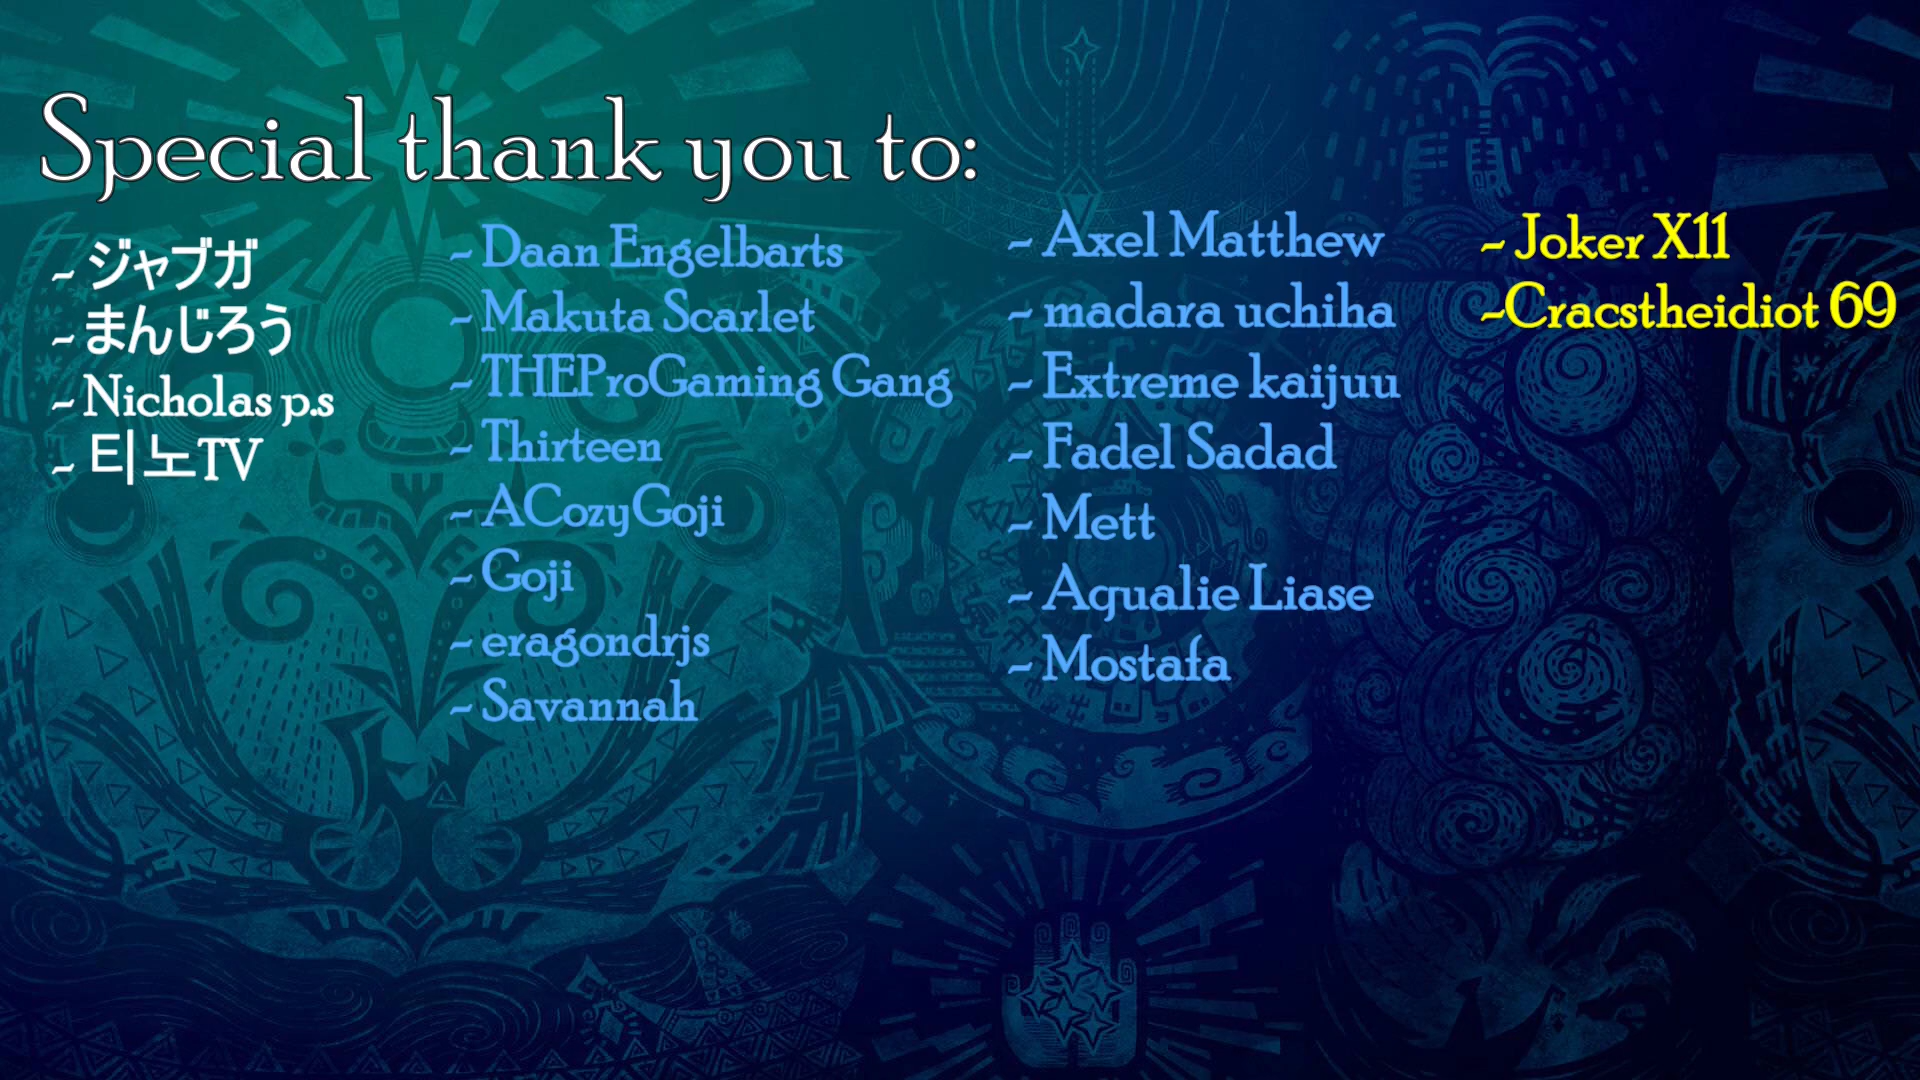 Special thank you to:
- ジャブガ
- まんじろう
- Nicholas p.s
- 티노TV
- Daan Engelbarts
- Makuta Scarlet
- THEProGaming Gang
- Thirteen
- ACozyGoji
- Goji
- eragondrjs
- Savannah
- Axel Matthew
- madara uchiha
- Extreme kaijuu
- Fadel Sadad
- Mett
- Aqualie Liase
- Mostafa
- Joker X11
-Cracstheidiot 69